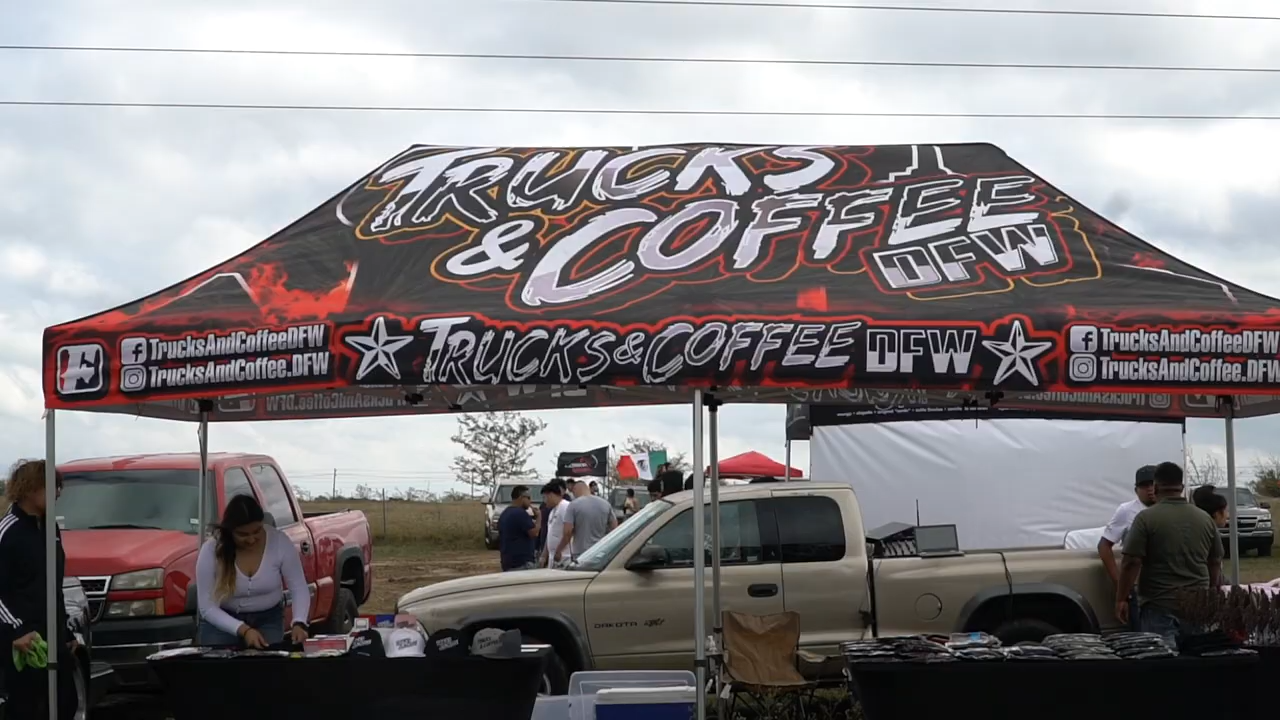 TRUCKS
& COFFEE
DFW
TrucksAndCoffeeDFW
TrucksAndCoffee.DFW
TRUCKS & COFFEE DFW
TrucksAndCoffeeDFW
TrucksAndCoffee.DFW
DAKOTA